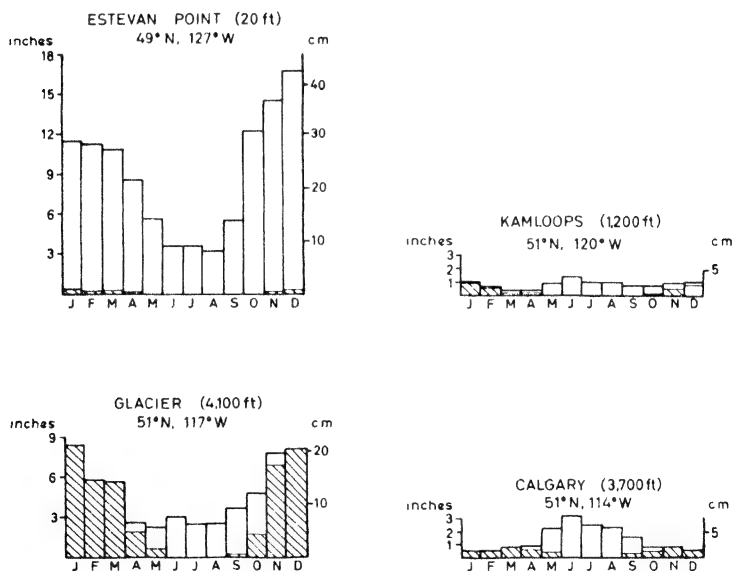 ESTEVAN POINT (20 ft)
49° N, 127° W
inches
cm
18
15
12
9
6
3
40
30
20
10
J F M A M J J A S O N D
KAMLOOPS (1,200 ft)
51° N, 120° W
inches
cm
3
2
1
5
J F M A M J J A S O N D
GLACIER (4,100 ft)
51° N, 117° W
inches
cm
9
6
3
20
10
J F M A M J J A S O N D
CALGARY (3,700 ft)
51° N, 114° W
inches
cm
3
2
1
5
J F M A M J J A S O N D